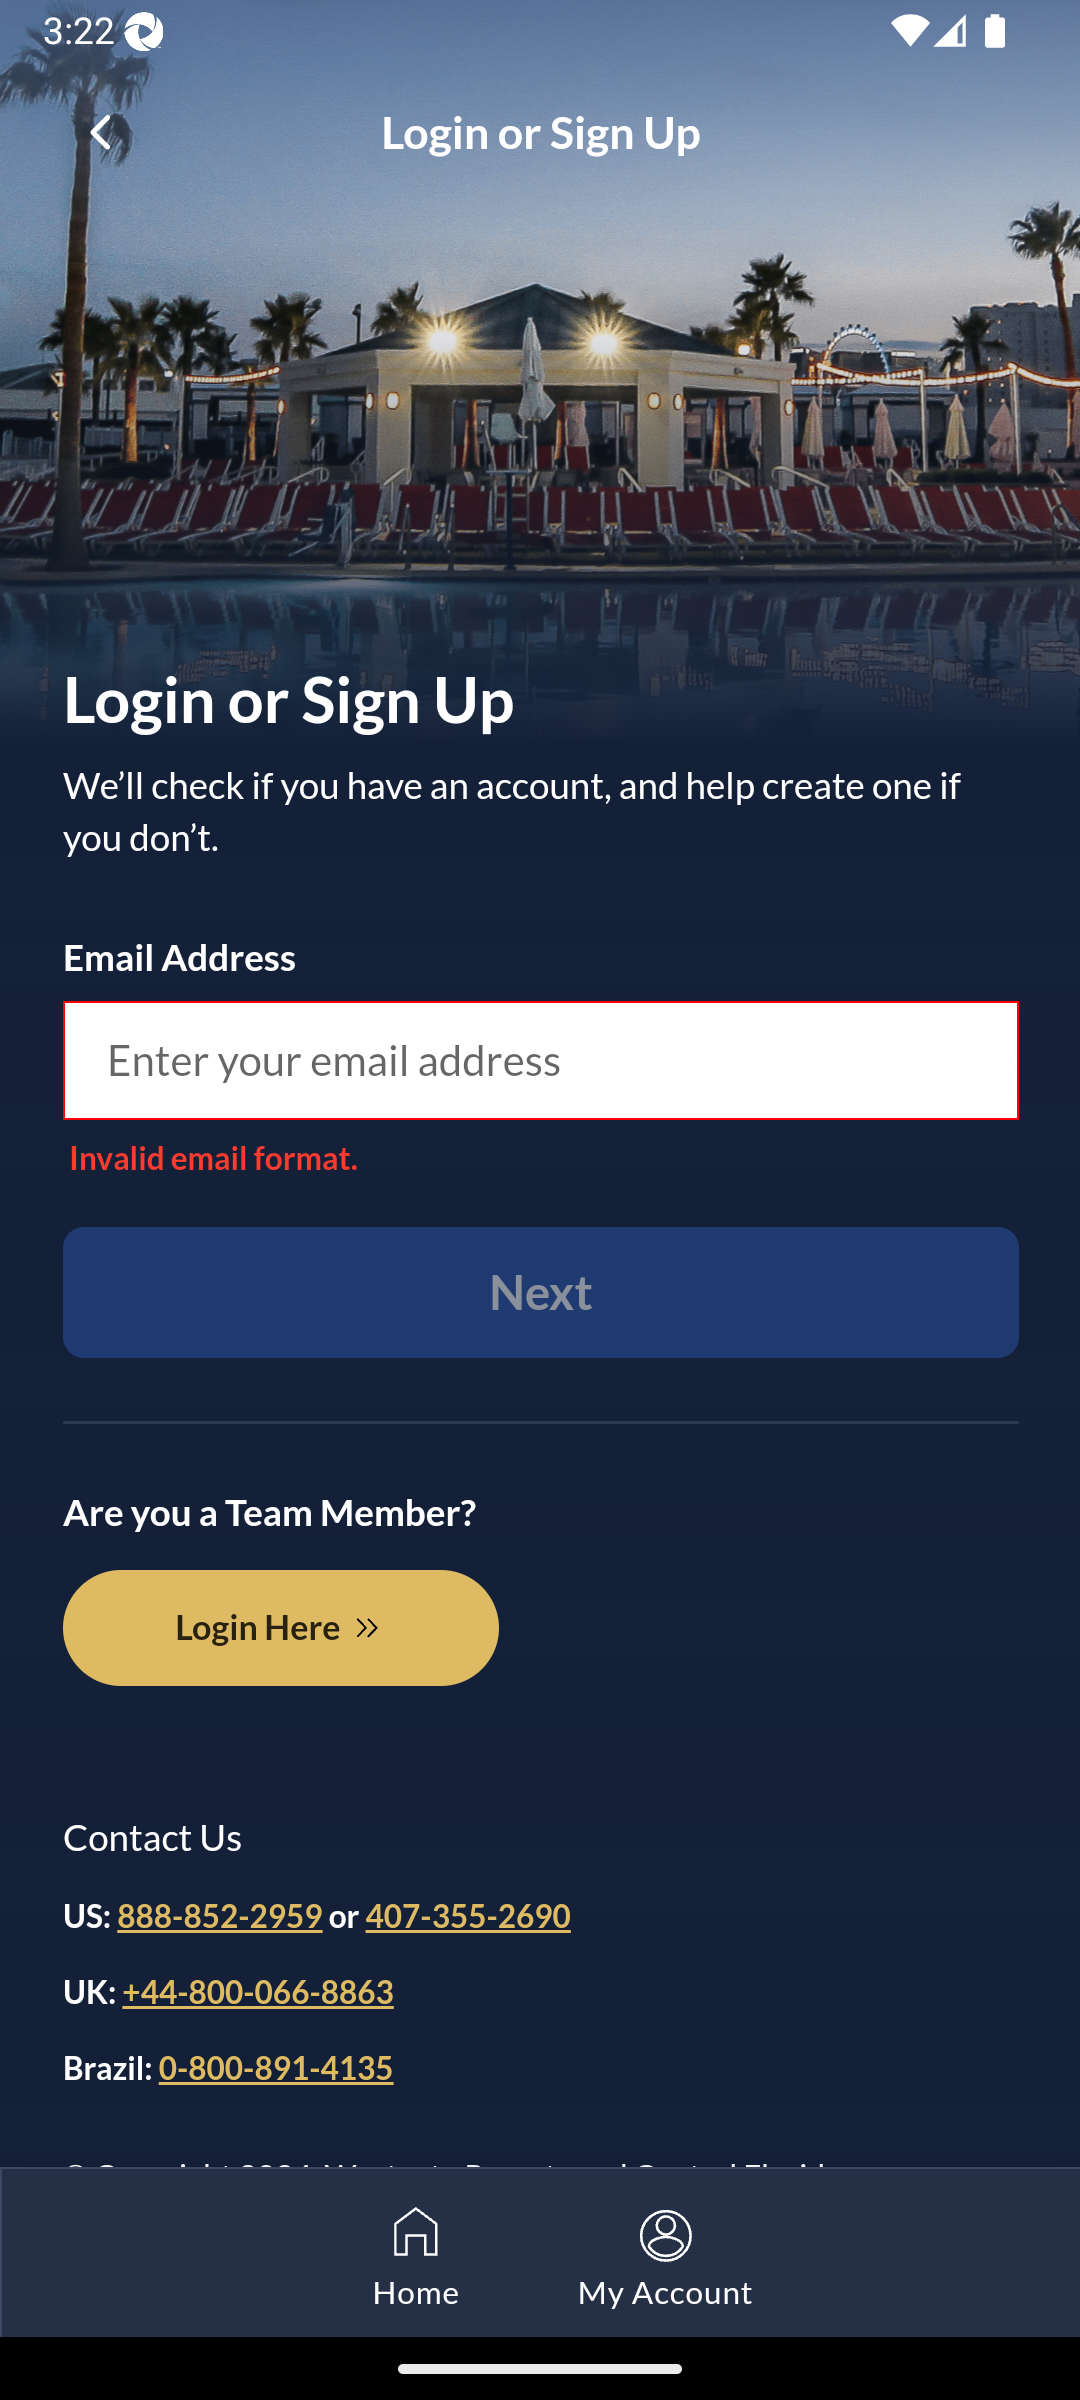 3:22
Login or Sign Up
Login or Sign Up
We’ll check if you have an account, and help create one if
you don’t.
Email Address
Enter your email address
Invalid email format.
Next
Are you a Team Member?
Login Here
Contact Us
US: 888-852-2959 or 407-355-2690
UK: +44-800-066-8863
Brazil: 0-800-891-4135
Home
My Account